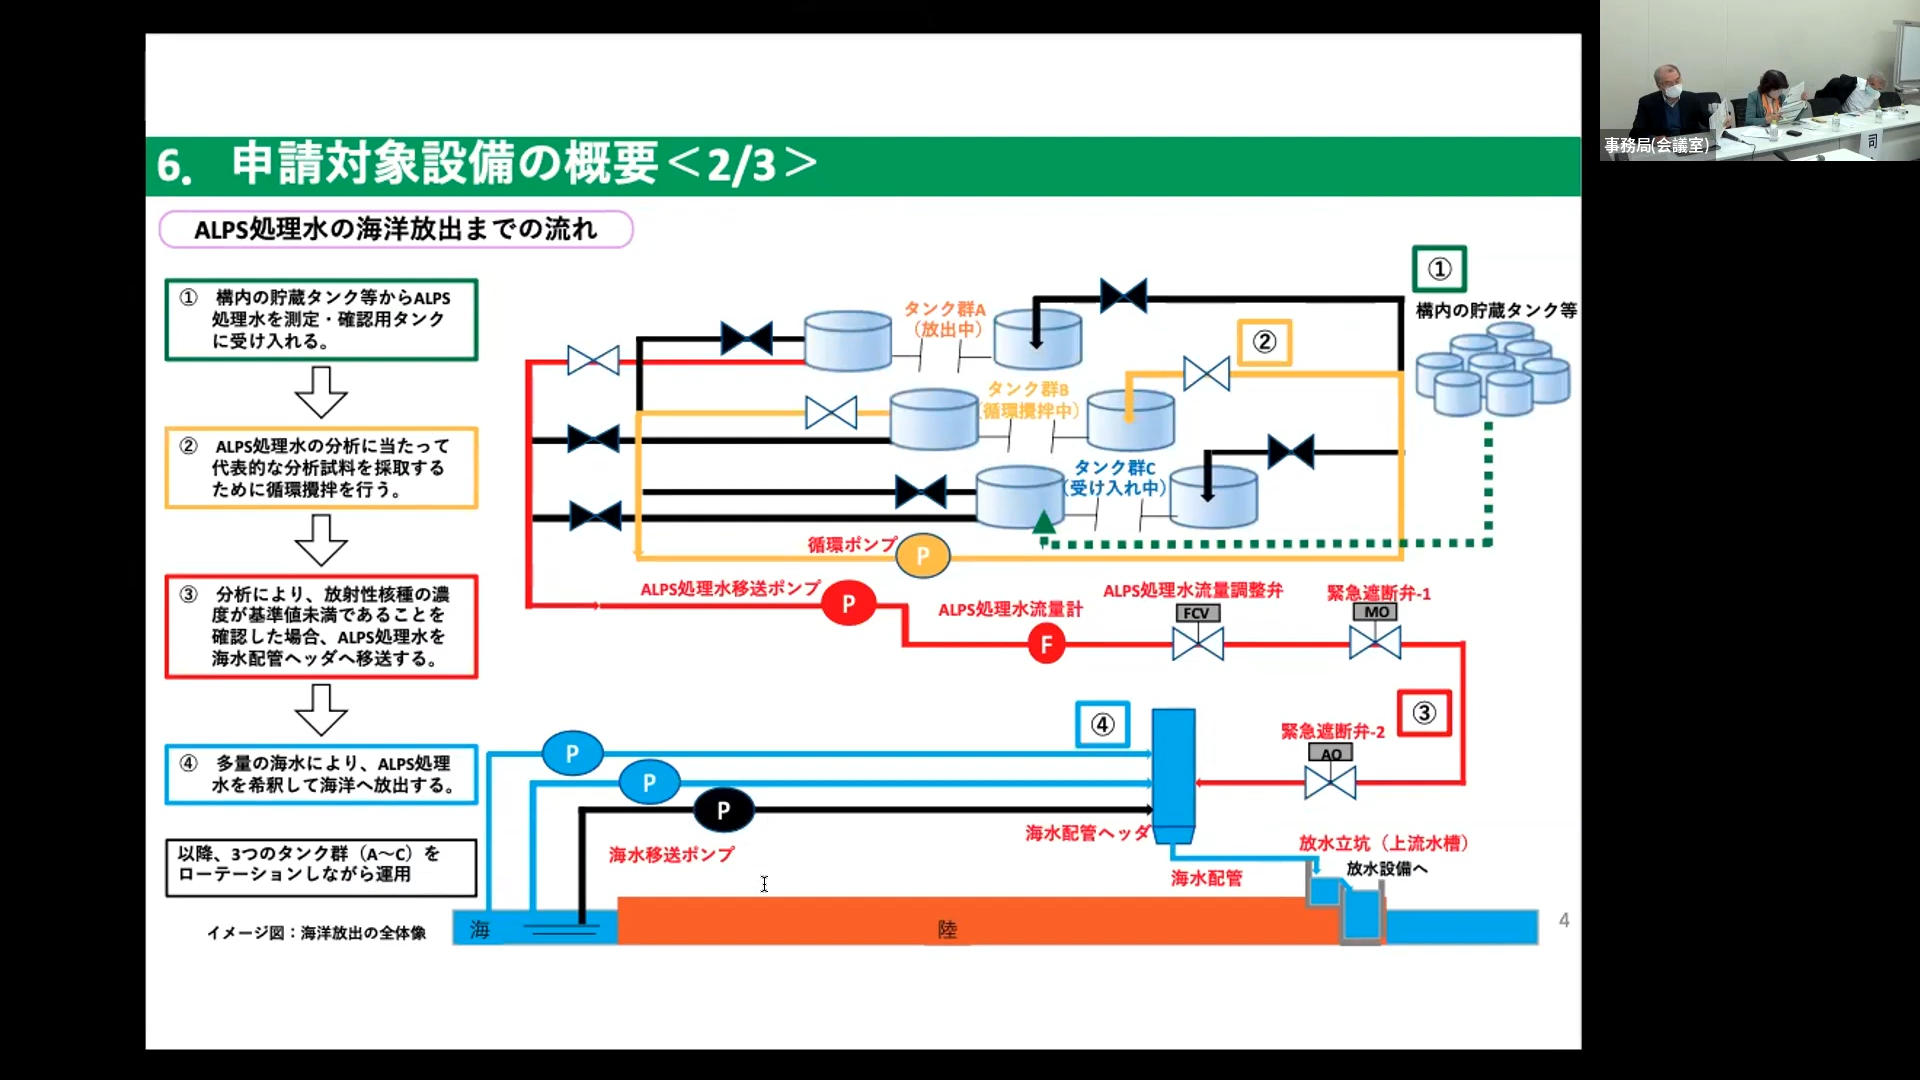 6. 申請対象設備の概要＜2/3＞
ALPS処理水の海洋放出までの流れ
① 構内の貯蔵タンク等からALPS
処理水を測定・確認用タンク
に受け入れる。
② ALPS処理水の分析に当たって
代表的な分析試料を採取する
ために循環攪拌を行う。
③ 分析により、放射性核種の濃
度が基準値未満であることを
確認した場合、ALPS処理水を
海水配管ヘッダへ移送する。
④ 多量の海水により、ALPS処理
水を希釈して海洋へ放出する。
以降、3つのタンク群（A～C）を
ローテーションしながら運用
イメージ図：海洋放出の全体像
①
構内の貯蔵タンク等
タンク群A
（放出中）
②
タンク群B
（循環攪拌中）
タンク群C
（受け入れ中）
循環ポンプ
P
ALPS処理水移送ポンプ
P
ALPS処理水流量計
F
ALPS処理水流量調整弁
FCV
緊急遮断弁-1
MO
③
緊急遮断弁-2
AO
④
P
P
P
海水移送ポンプ
海水配管ヘッダ
海水配管
放水立坑（上流水槽）
放水設備へ
海
陸
4
事務局(会議室)
司